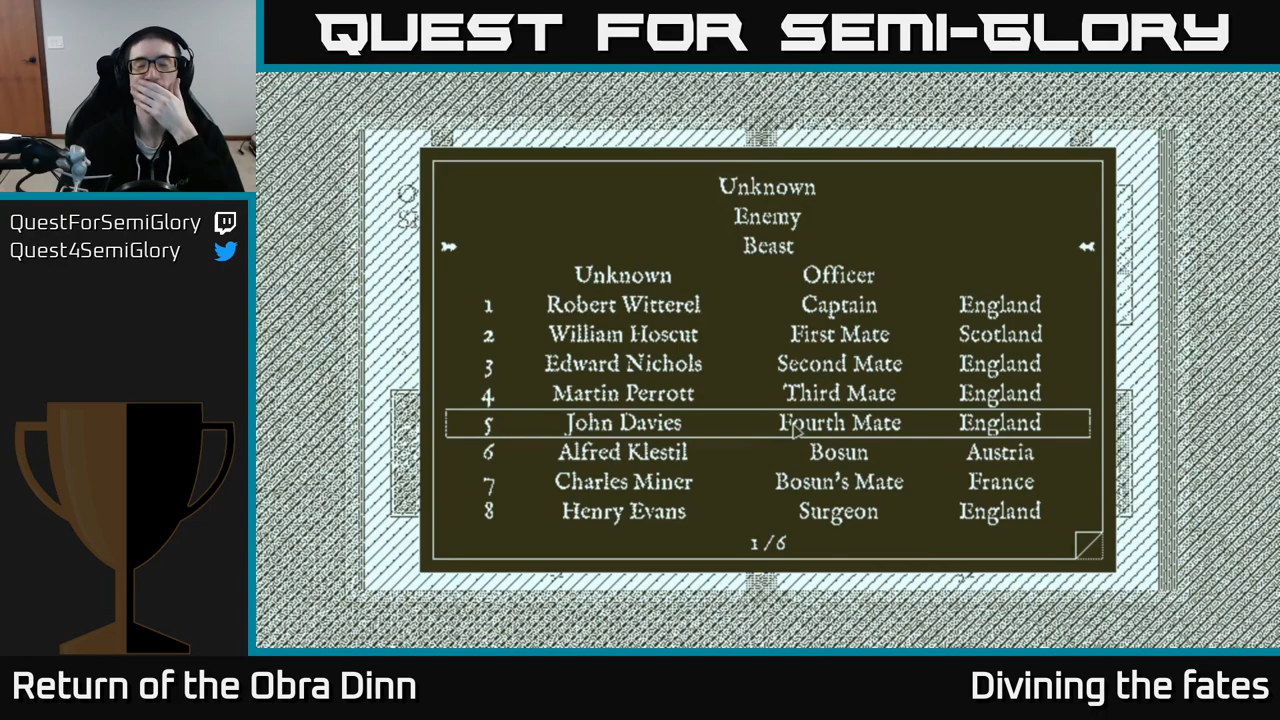 QUEST FOR SEMI-GLORY
QuestForSemiGlory
Quest4SemiGlory
Unknown
Enemy
Beast
Unknown Officer
1 Robert Witterel Captain England
2 William Hoscut First Mate Scotland
3 Edward Nichols Second Mate England
4 Martin Perrott Third Mate England
5 John Davies Fourth Mate England
6 Alfred Klestil Bosun Austria
7 Charles Miner Bosun's Mate France
8 Henry Evans Surgeon England
1/6
Return of the Obra Dinn
Divining the fates